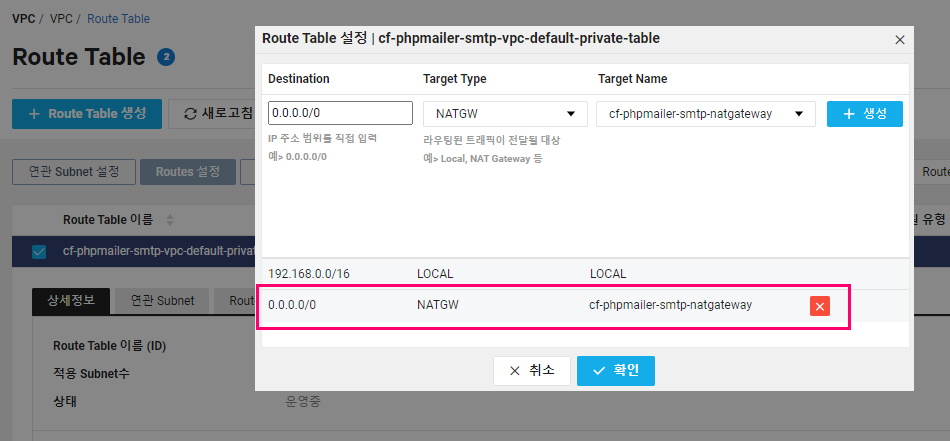 VPC / VPC / Route Table
Route Table 2
+ Route Table 생성
새로고침
연관 Subnet 설정
Routes 설정
Route Table 이름
cf-phpmailer-smtp-vpc-default-privat
상세정보
연관 Subnet
Rout
Route Table 이름 (ID)
적용 Subnet수
상태
운영중
Route Table 설정 | cf-phpmailer-smtp-vpc-default-private-table
Destination Target Type Target Name
0.0.0.0/0 NATGW cf-phpmailer-smtp-natgateway + 생성
IP 주소 범위를 직접 입력 라우팅된 트래픽이 전달될 대상
예> 0.0.0.0/0 예> Local, NAT Gateway 등
192.168.0.0/16 LOCAL LOCAL
0.0.0.0/0 NATGW cf-phpmailer-smtp-natgateway
취소
확인
Route
유형